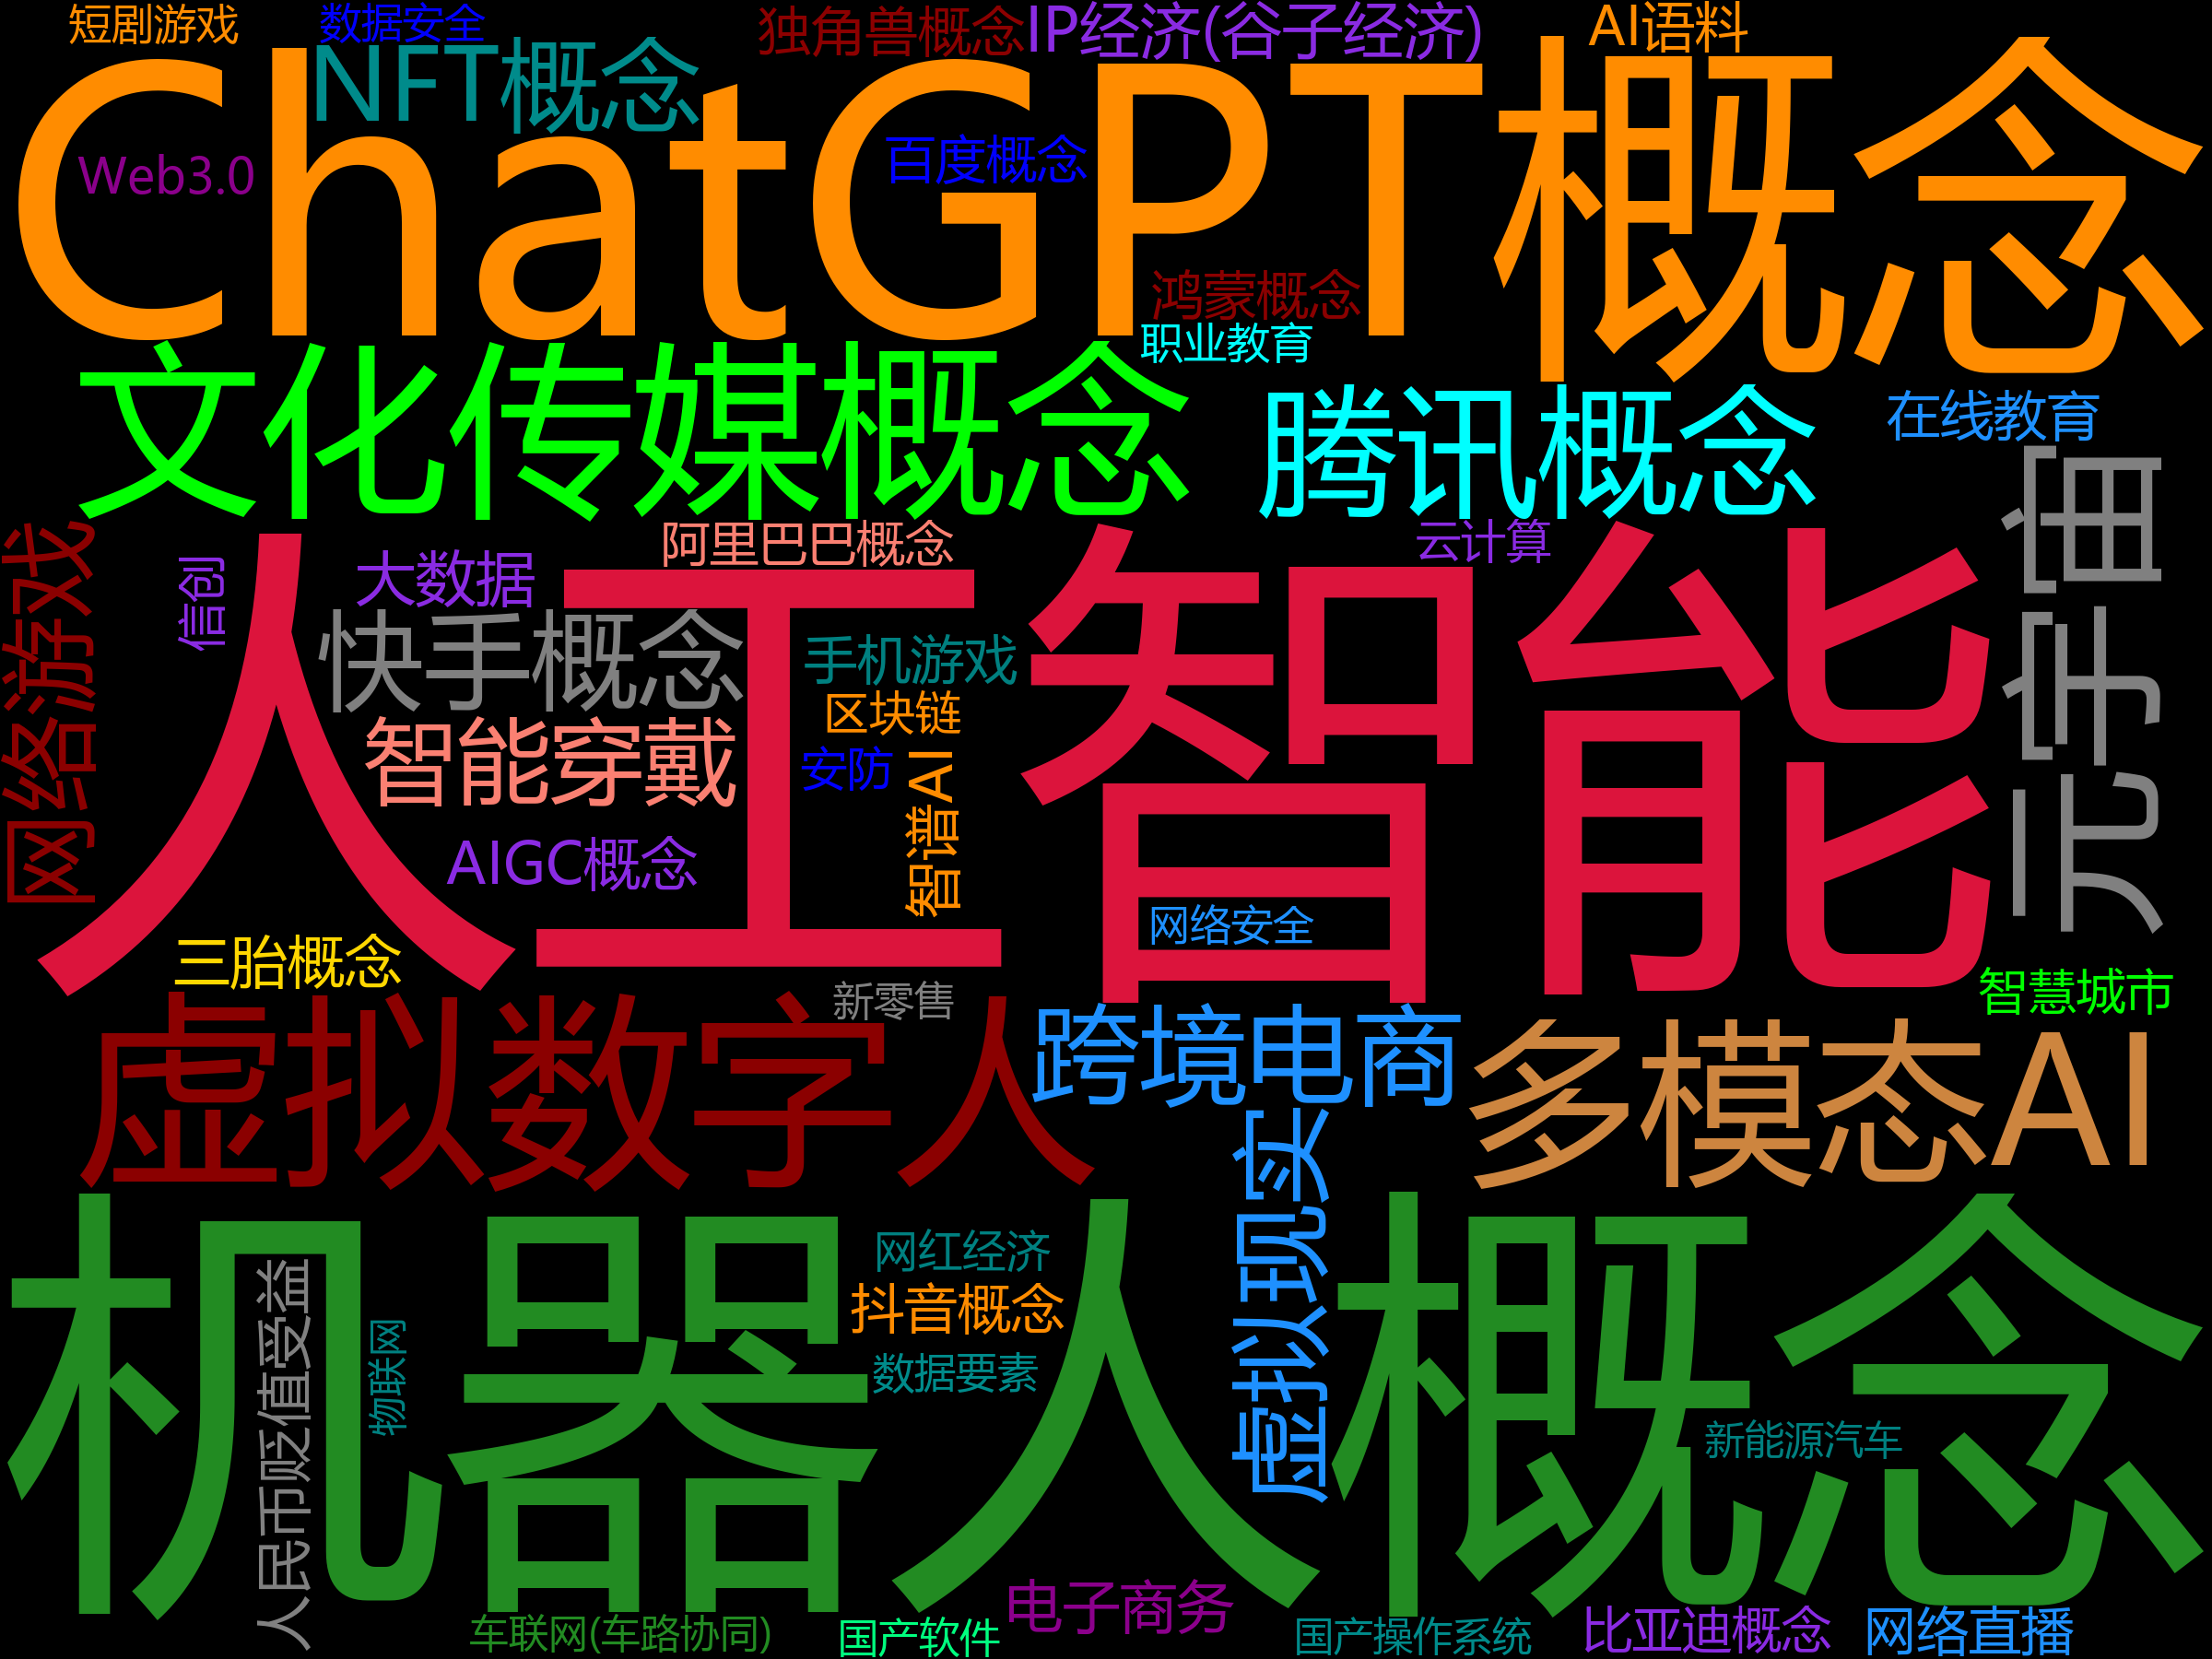 短剧游戏
数据安全
独角兽概念
IP经济(谷子经济)
AI语料
NFT概念
ChatGPT概念
Web3.0
百度概念
鸿蒙概念
职业教育
文化传媒概念
腾讯概念
在线教育
元宇宙
网络游戏
信创
大数据
阿里巴巴概念
云计算
人工智能
快手概念
手机游戏
区块链
智能穿戴
安防
智谱AI
AIGC概念
网络安全
三胎概念
新零售
智慧城市
虚拟数字人
跨境电商
多模态AI
虚拟现实
机器人概念
网红经济
抖音概念
数据要素
人民币贬值受益
物联网
新能源汽车
车联网(车路协同)
国产软件
电子商务
国产操作系统
比亚迪概念
网络直播